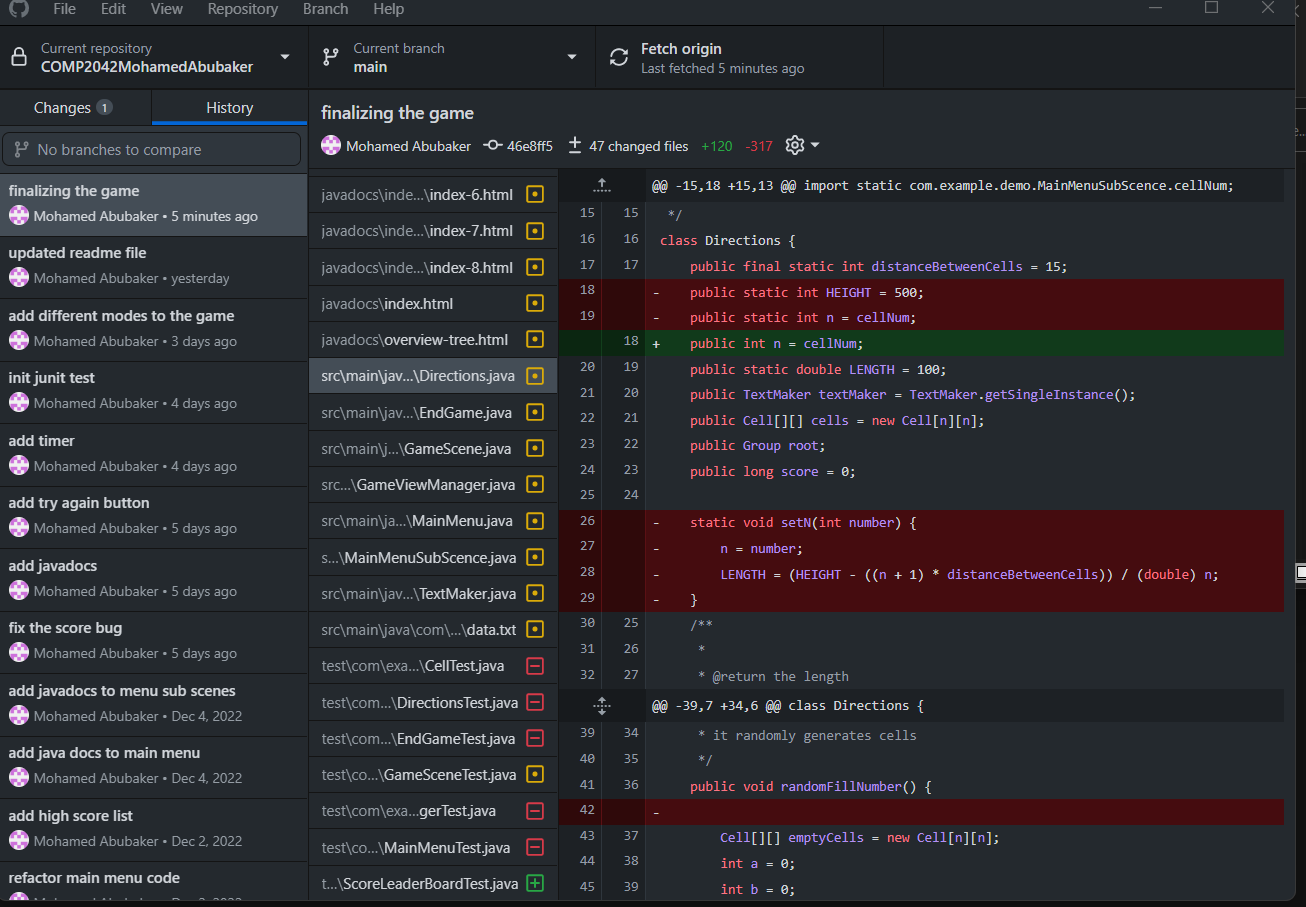 File Edit View Repository Branch Help
Current repository
COMP2042MohamedAbubaker
Current branch
main
Fetch origin
Last fetched 5 minutes ago
Changes 1
History
No branches to compare
finalizing the game
Mohamed Abubaker • 5 minutes ago
updated readme file
Mohamed Abubaker • yesterday
add different modes to the game
Mohamed Abubaker • 3 days ago
init junit test
Mohamed Abubaker • 4 days ago
add timer
Mohamed Abubaker • 4 days ago
add try again button
Mohamed Abubaker • 5 days ago
add javadocs
Mohamed Abubaker • 5 days ago
fix the score bug
Mohamed Abubaker • 5 days ago
add javadocs to menu sub scenes
Mohamed Abubaker • Dec 4, 2022
add java docs to main menu
Mohamed Abubaker • Dec 4, 2022
add high score list
Mohamed Abubaker • Dec 2, 2022
refactor main menu code
finalizing the game
Mohamed Abubaker 46e8ff5 47 changed files +120 -317
javadocs\inde...\index-6.html
javadocs\inde...\index-7.html
javadocs\inde...\index-8.html
javadocs\index.html
javadocs\overview-tree.html
src\main\jav...\Directions.java
src\main\jav...\EndGame.java
src\main\j...\GameScene.java
src...\GameViewManager.java
src\main\ja...\MainMenu.java
s...\MainMenuSubScence.java
src\main\jav...\TextMaker.java
src\main\java\com\...\data.txt
test\com\exa...\CellTest.java
test\com...\DirectionsTest.java
test\com...\EndGameTest.java
test\co...\GameSceneTest.java
test\com\exa...gerTest.java
test\co...\MainMenuTest.java
t...\ScoreLeaderBoardTest.java
@@ -15,18 +15,13 @@ import static com.example.demo.MainMenuSubScence.cellNum;
15 15 */
16 16 class Directions {
17 17 public final static int distanceBetweenCells = 15;
18 - public static int HEIGHT = 500;
19 - public static int n = cellNum;
18 + public int n = cellNum;
20 19 public static double LENGTH = 100;
21 20 public TextMaker textMaker = TextMaker.getSingleInstance();
22 21 public Cell[][] cells = new Cell[n][n];
23 22 public Group root;
24 23 public long score = 0;
25 24
26 - static void setN(int number) {
27 - n = number;
28 - LENGTH = (HEIGHT - ((n + 1) * distanceBetweenCells)) / (double) n;
29 - }
30 25 /**
31 26 *
32 27 * @return the length
@@ -39,7 +34,6 @@ class Directions {
39 34 * it randomly generates cells
40 35 */
41 36 public void randomFillNumber() {
42 -
43 37 Cell[][] emptyCells = new Cell[n][n];
44 38 int a = 0;
45 39 int b = 0;